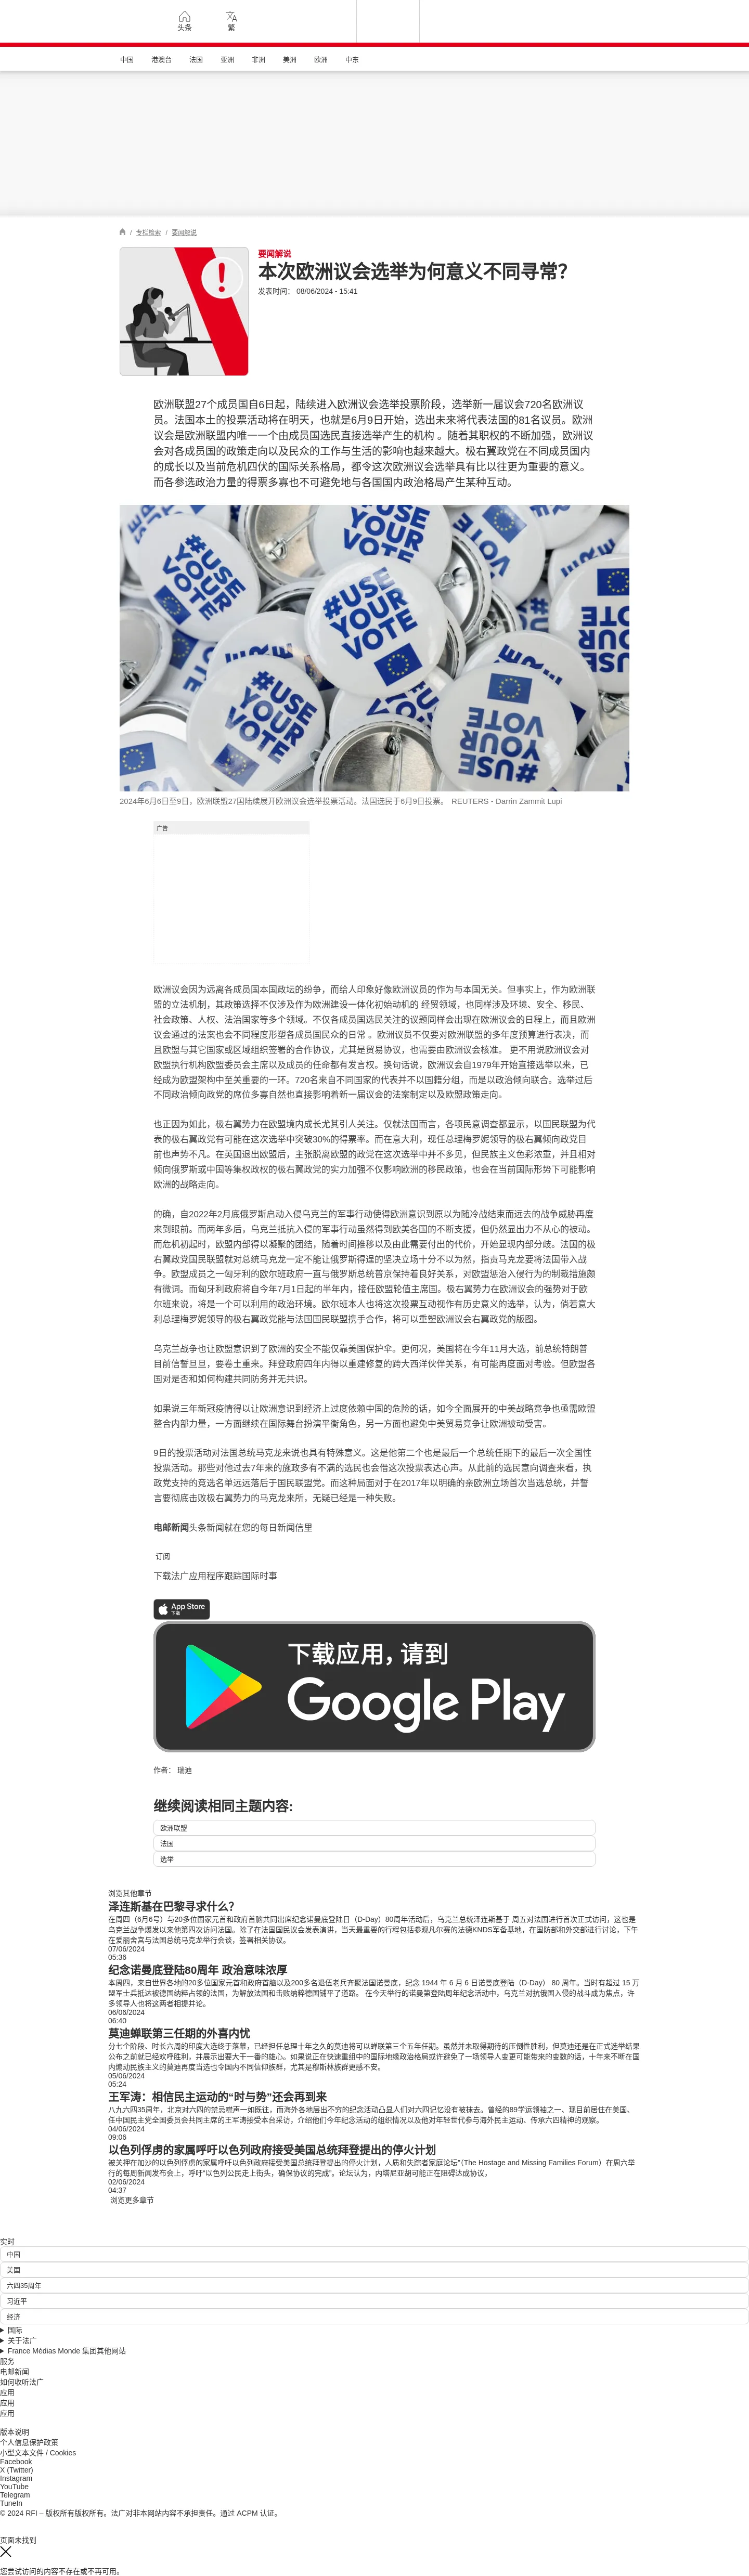 头条
繁
中国 港澳台 法国 亚洲 非洲 美洲 欧洲 中东
/ 专栏检索 / 要闻解说
要闻解说
本次欧洲议会选举为何意义不同寻常?
发表时间： 08/06/2024 - 15:41
欧洲联盟27个成员国自6日起，陆续进入欧洲议会选举投票阶段，选举新一届议会720名欧洲议
员。法国本土的投票活动将在明天，也就是6月9日开始，选出未来将代表法国的81名议员。欧洲
议会是欧洲联盟内唯一一个由成员国选民直接选举产生的机构 。随着其职权的不断加强，欧洲议
会对各成员国的政策走向以及民众的工作与生活的影响也越来越大。极右翼政党在不同成员国内
的成长以及当前危机四伏的国际关系格局，都令这次欧洲议会选举具有比以往更为重要的意义。
而各参选政治力量的得票多寡也不可避免地与各国国内政治格局产生某种互动。
#USE YOUR VOTE
2024年6月6日至9日，欧洲联盟27国陆续展开欧洲议会选举投票活动。法国选民于6月9日投票。 REUTERS - Darrin Zammit Lupi
广告
欧洲议会因为远离各成员国本国政坛的纷争，而给人印象好像欧洲议员的作为与本国无关。但事实上，作为欧洲联
盟的立法机制，其政策选择不仅涉及作为欧洲建设一体化初始动机的 经贸领域，也同样涉及环境、安全、移民、
社会政策、人权、法治国家等多个领域。不仅各成员国选民关注的议题同样会出现在欧洲议会的日程上，而且欧洲
议会通过的法案也会不同程度形塑各成员国民众的日常 。欧洲议员不仅要对欧洲联盟的多年度预算进行表决，而
且欧盟与其它国家或区域组织签署的合作协议，尤其是贸易协议，也需要由欧洲议会核准。 更不用说欧洲议会对
欧盟执行机构欧盟委员会主席以及成员的任命都有发言权。换句话说，欧洲议会自1979年开始直接选举以来，已
经成为欧盟架构中至关重要的一环。720名来自不同国家的代表并不以国籍分组，而是以政治倾向联合。选举过后
不同政治倾向政党的席位多寡自然也直接影响着新一届议会的法案制定以及欧盟政策走向。
也正因为如此，极右翼势力在欧盟境内成长尤其引人关注。仅就法国而言，各项民意调查都显示，以国民联盟为代
表的极右翼政党有可能在这次选举中突破30%的得票率。而在意大利，现任总理梅罗妮领导的极右翼倾向政党目
前也声势不凡。在英国退出欧盟后，主张脱离欧盟的政党在这次选举中并不多见，但民族主义色彩浓重，并且相对
倾向俄罗斯或中国等集权政权的极右翼政党的实力加强不仅影响欧洲的移民政策，也会在当前国际形势下可能影响
欧洲的战略走向。
的确，自2022年2月底俄罗斯启动入侵乌克兰的军事行动使得欧洲意识到原以为随冷战结束而远去的战争威胁再度
来到眼前。而两年多后，乌克兰抵抗入侵的军事行动虽然得到欧美各国的不断支援，但仍然显出力不从心的被动。
而危机初起时，欧盟内部得以凝聚的团结，随着时间推移以及由此需要付出的代价，开始显现内部分歧。法国的极
右翼政党国民联盟就对总统马克龙一定不能让俄罗斯得逞的坚决立场十分不以为然，指责马克龙要将法国带入战
争。欧盟成员之一匈牙利的欧尔班政府一直与俄罗斯总统普京保持着良好关系，对欧盟惩治入侵行为的制裁措施颇
有微词。而匈牙利政府将自今年7月1日起的半年内，接任欧盟轮值主席国。极右翼势力在欧洲议会的强势对于欧
尔班来说，将是一个可以利用的政治环境。欧尔班本人也将这次投票互动视作有历史意义的选举，认为，倘若意大
利总理梅罗妮领导的极右翼政党能与法国国民联盟携手合作，将可以重塑欧洲议会右翼政党的版图。
乌克兰战争也让欧盟意识到了欧洲的安全不能仅靠美国保护伞。更何况，美国将在今年11月大选，前总统特朗普
目前信誓旦旦，要卷土重来。拜登政府四年内得以重建修复的跨大西洋伙伴关系，有可能再度面对考验。但欧盟各
国对是否和如何构建共同防务并无共识。
如果说三年新冠疫情得以让欧洲意识到经济上过度依赖中国的危险的话，如今全面展开的中美战略竞争也亟需欧盟
整合内部力量，一方面继续在国际舞台扮演平衡角色，另一方面也避免中美贸易竞争让欧洲被动受害。
9日的投票活动对法国总统马克龙来说也具有特殊意义。这是他第二个也是最后一个总统任期下的最后一次全国性
投票活动。那些对他过去7年来的施政多有不满的选民也会借这次投票表达心声。从此前的选民意向调查来看，执
政党支持的竞选名单远远落后于国民联盟党。而这种局面对于在2017年以明确的亲欧洲立场首次当选总统，并誓
言要彻底击败极右翼势力的马克龙来所，无疑已经是一种失败。
电邮新闻头条新闻就在您的每日新闻信里
订阅
下载法广应用程序跟踪国际时事
App Store
下载
下载应用，请到
Google Play
作者： 瑞迪
继续阅读相同主题内容:
欧洲联盟
法国
选举
浏览其他章节
泽连斯基在巴黎寻求什么？
在周四（6月6号）与20多位国家元首和政府首脑共同出席纪念诺曼底登陆日（D-Day）80周年活动后，乌克兰总统泽连斯基于 周五对法国进行首次正式访问，这也是
乌克兰战争爆发以来他第四次访问法国。除了在法国国民议会发表演讲，当天最重要的行程包括参观凡尔赛的法德KNDS军备基地，在国防部和外交部进行讨论，下午
在爱丽舍宫与法国总统马克龙举行会谈，签署相关协议。
07/06/2024
05:36
纪念诺曼底登陆80周年 政治意味浓厚
本周四，来自世界各地的20多位国家元首和政府首脑以及200多名退伍老兵齐聚法国诺曼底，纪念 1944 年 6 月 6 日诺曼底登陆（D-Day） 80 周年。当时有超过 15 万
盟军士兵抵达被德国纳粹占领的法国，为解放法国和击败纳粹德国铺平了道路。 在今天举行的诺曼第登陆周年纪念活动中，乌克兰对抗俄国入侵的战斗成为焦点，许
多领导人也将这两者相提并论。
06/06/2024
06:40
莫迪蝉联第三任期的外喜内忧
分七个阶段、时长六周的印度大选终于落幕，已经担任总理十年之久的莫迪将可以蝉联第三个五年任期。虽然并未取得期待的压倒性胜利，但莫迪还是在正式选举结果
公布之前就已经欢呼胜利，并展示出要大干一番的雄心。如果说正在快速重组中的国际地缘政治格局或许避免了一场领导人变更可能带来的变数的话，十年来不断在国
内煽动民族主义的莫迪再度当选也令国内不同信仰族群，尤其是穆斯林族群更感不安。
05/06/2024
05:24
王军涛：相信民主运动的“时与势”还会再到来
八九六四35周年，北京对六四的禁忌噤声一如既往，而海外各地层出不穷的纪念活动凸显人们对六四记忆没有被抹去。曾经的89学运领袖之一、现目前居住在美国、
任中国民主党全国委员会共同主席的王军涛接受本台采访，介绍他们今年纪念活动的组织情况以及他对年轻世代参与海外民主运动、传承六四精神的观察。
04/06/2024
09:06
以色列俘虏的家属呼吁以色列政府接受美国总统拜登提出的停火计划
被关押在加沙的以色列俘虏的家属呼吁以色列政府接受美国总统拜登提出的停火计划，人质和失踪者家庭论坛”（The Hostage and Missing Families Forum）在周六举
行的每周新闻发布会上，呼吁”以色列公民走上街头，确保协议的完成”。论坛认为，内塔尼亚胡可能正在阻碍达成协议，
02/06/2024
04:37
浏览更多章节
实时
中国
美国
六四35周年
习近平
经济
国际
关于法广
France Médias Monde 集团其他网站
服务
电邮新闻
如何收听法广
应用
应用
应用
版本说明
个人信息保护政策
小型文本文件 / Cookies
Facebook
X (Twitter)
Instagram
YouTube
Telegram
TuneIn
© 2024 RFI – 版权所有版权所有。法广对非本网站内容不承担责任。通过 ACPM 认证。
页面未找到
您尝试访问的内容不存在或不再可用。